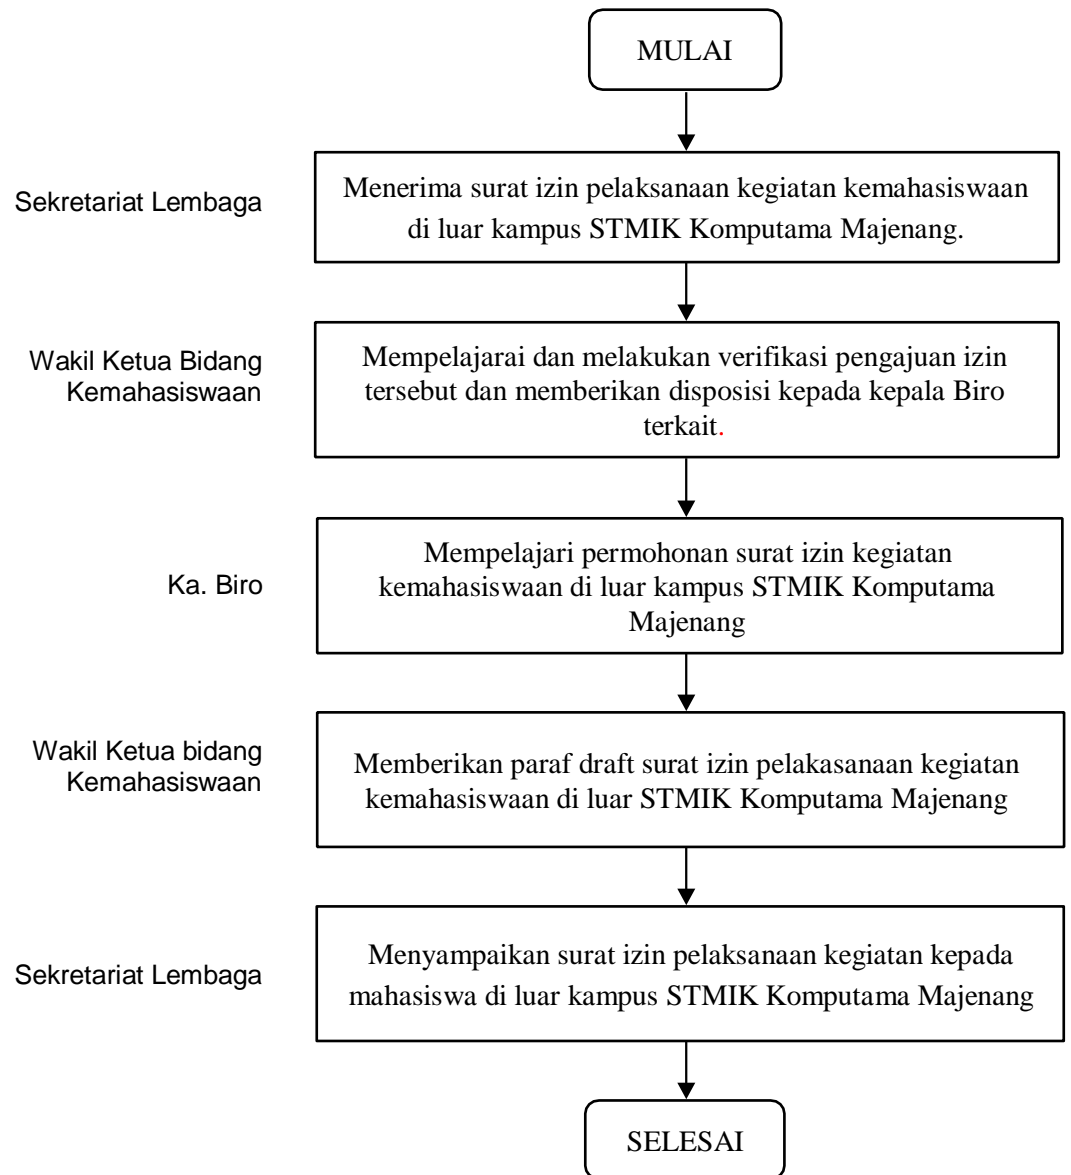 MULAI
Sekretariat Lembaga
Menerima surat izin pelaksanaan kegiatan kemahasiswaan
di luar kampus STMIK Komputama Majenang.
Wakil Ketua Bidang
Kemahasiswaan
Mempelajarai dan melakukan verifikasi pengajuan izin
tersebut dan memberikan disposisi kepada kepala Biro
terkait.
Ka. Biro
Mempelajari permohonan surat izin kegiatan
kemahasiswaan di luar kampus STMIK Komputama
Majenang
Wakil Ketua bidang
Kemahasiswaan
Memberikan paraf draft surat izin pelakasanaan kegiatan
kemahasiswaan di luar STMIK Komputama Majenang
Sekretariat Lembaga
Menyampaikan surat izin pelaksanaan kegiatan kepada
mahasiswa di luar kampus STMIK Komputama Majenang
SELESAI